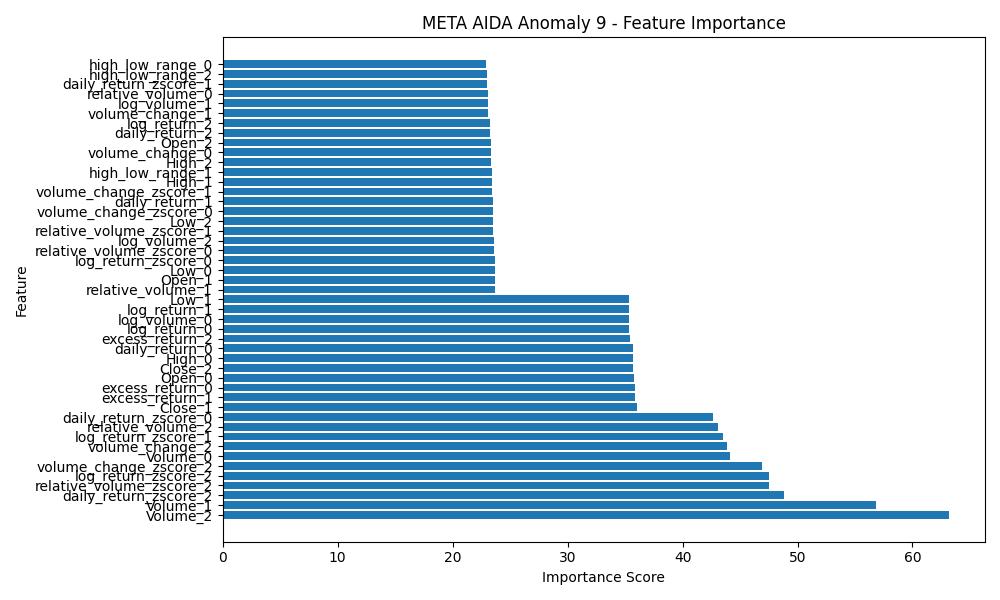 META AIDA Anomaly 9 - Feature Importance
high_low_range_0
high_low_range_2
daily_return_zscore_1
relative_volume_0
log_volume_1
volume_change_1
log_return_2
daily_return_2
Open_2
volume_change_0
High_2
high_low_range_1
High_1
volume_change_zscore_1
daily_return_1
volume_change_zscore_0
Low_2
relative_volume_zscore_1
log_volume_2
relative_volume_zscore_0
log_return_zscore_0
Low_0
Open_1
relative_volume_1
Low_1
log_return_1
log_volume_0
log_return_0
excess_return_2
daily_return_0
High_0
Close_2
Open_0
excess_return_0
excess_return_1
Close_1
daily_return_zscore_0
relative_volume_2
log_return_zscore_1
volume_change_2
Volume_0
volume_change_zscore_2
log_return_zscore_2
relative_volume_zscore_2
daily_return_zscore_2
Volume_1
Volume_2
Feature
0 10 20 30 40 50 60
Importance Score